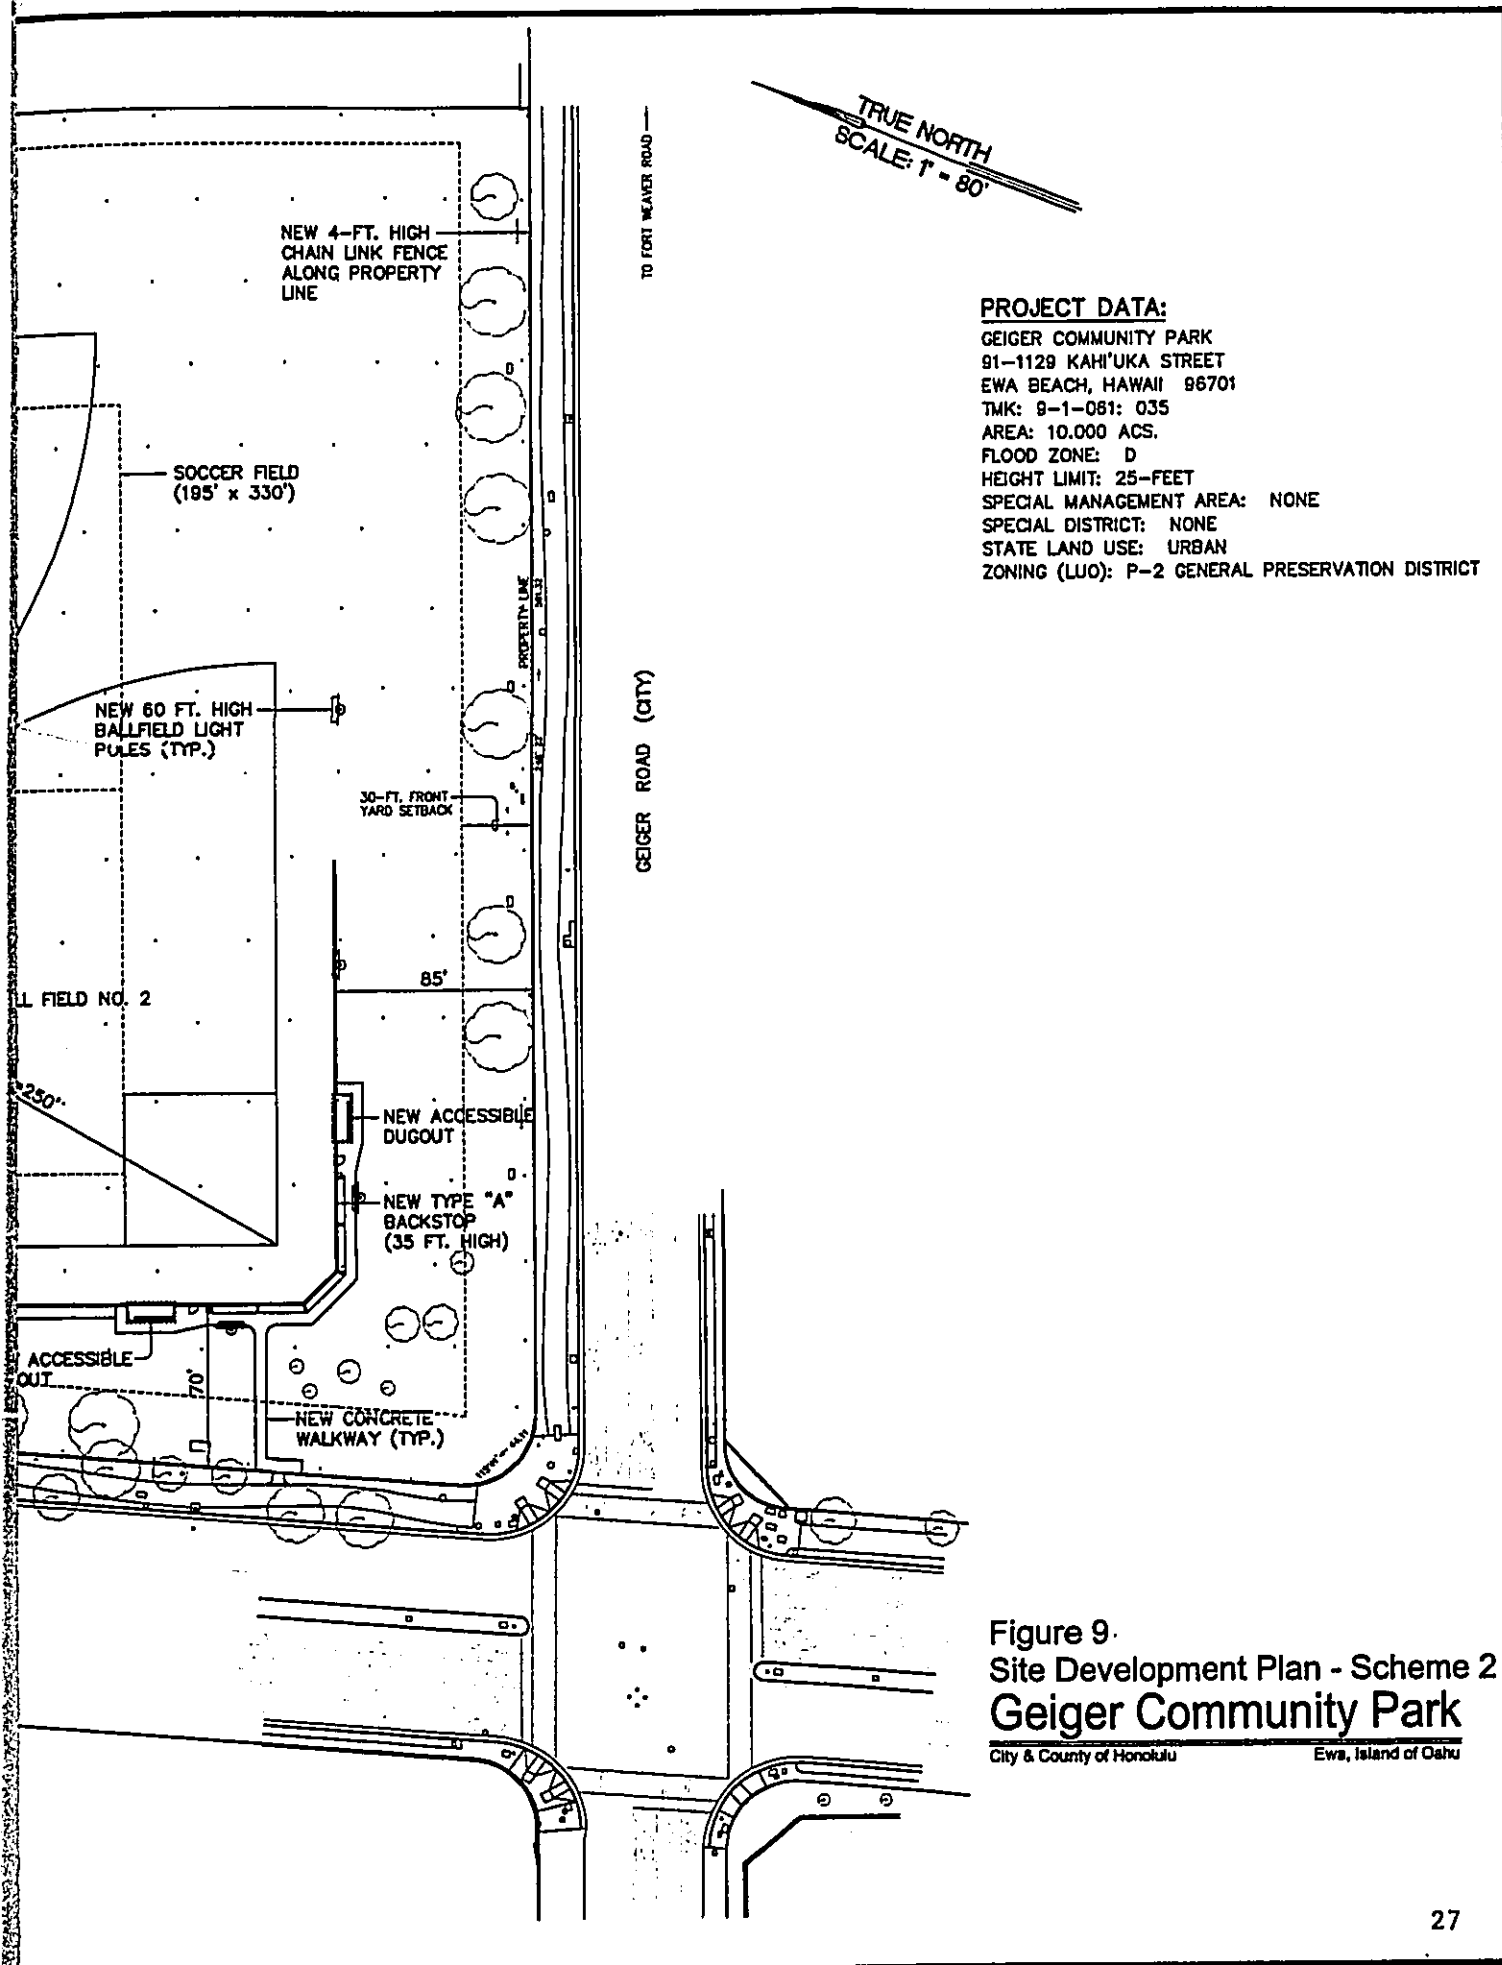 TRUE NORTH
SCALE: 1" = 80'
TO FORT WEAVER ROAD
NEW 4-FT. HIGH
CHAIN LINK FENCE
ALONG PROPERTY
LINE
PROJECT DATA:
GEIGER COMMUNITY PARK
91-1129 KAHI'UKA STREET
EWA BEACH, HAWAII 96701
TMK: 9-1-061: 035
AREA: 10.000 ACS.
FLOOD ZONE: D
HEIGHT LIMIT: 25-FEET
SPECIAL MANAGEMENT AREA: NONE
SPECIAL DISTRICT: NONE
STATE LAND USE: URBAN
ZONING (LUO): P-2 GENERAL PRESERVATION DISTRICT
SOCCER FIELD
(195' x 330')
PROPERTY LINE
NEW 60 FT. HIGH
BALLFIELD LIGHT
POLES (TYP.)
GEIGER ROAD (CITY)
30-FT. FRONT
YARD SETBACK
85'
LL FIELD NO. 2
250'
NEW ACCESSIBLE
DUGOUT
NEW TYPE "A"
BACKSTOP
(35 FT. HIGH)
ACCESSIBLE
OUT
70'
NEW CONCRETE
WALKWAY (TYP.)
Figure 9
Site Development Plan - Scheme 2
Geiger Community Park
City & County of Honolulu Ewa, Island of Oahu
27